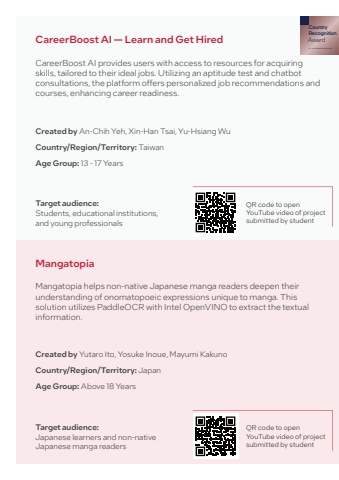 Country
Recognition
Award
CareerBoost AI — Learn and Get Hired
CareerBoost AI provides users with access to resources for acquiring
skills, tailored to their ideal jobs. Utilizing an aptitude test and chatbot
consultations, the platform offers personalized job recommendations and
courses, enhancing career readiness.
Created by An-Chih Yeh, Xin-Han Tsai, Yu-Hsiang Wu
Country/Region/Territory: Taiwan
Age Group: 13 - 17 Years
Target audience:
Students, educational institutions,
and young professionals
QR code to open
YouTube video of project
submitted by student
Mangatopia
Mangatopia helps non-native Japanese manga readers deepen their
understanding of onomatopoeic expressions unique to manga. This
solution utilizes PaddleOCR with Intel OpenVINO to extract the textual
information.
Created by Yutaro Ito, Yosuke Inoue, Mayumi Kakuno
Country/Region/Territory: Japan
Age Group: Above 18 Years
Target audience:
Japanese learners and non-native
Japanese manga readers
QR code to open
YouTube video of project
submitted by student